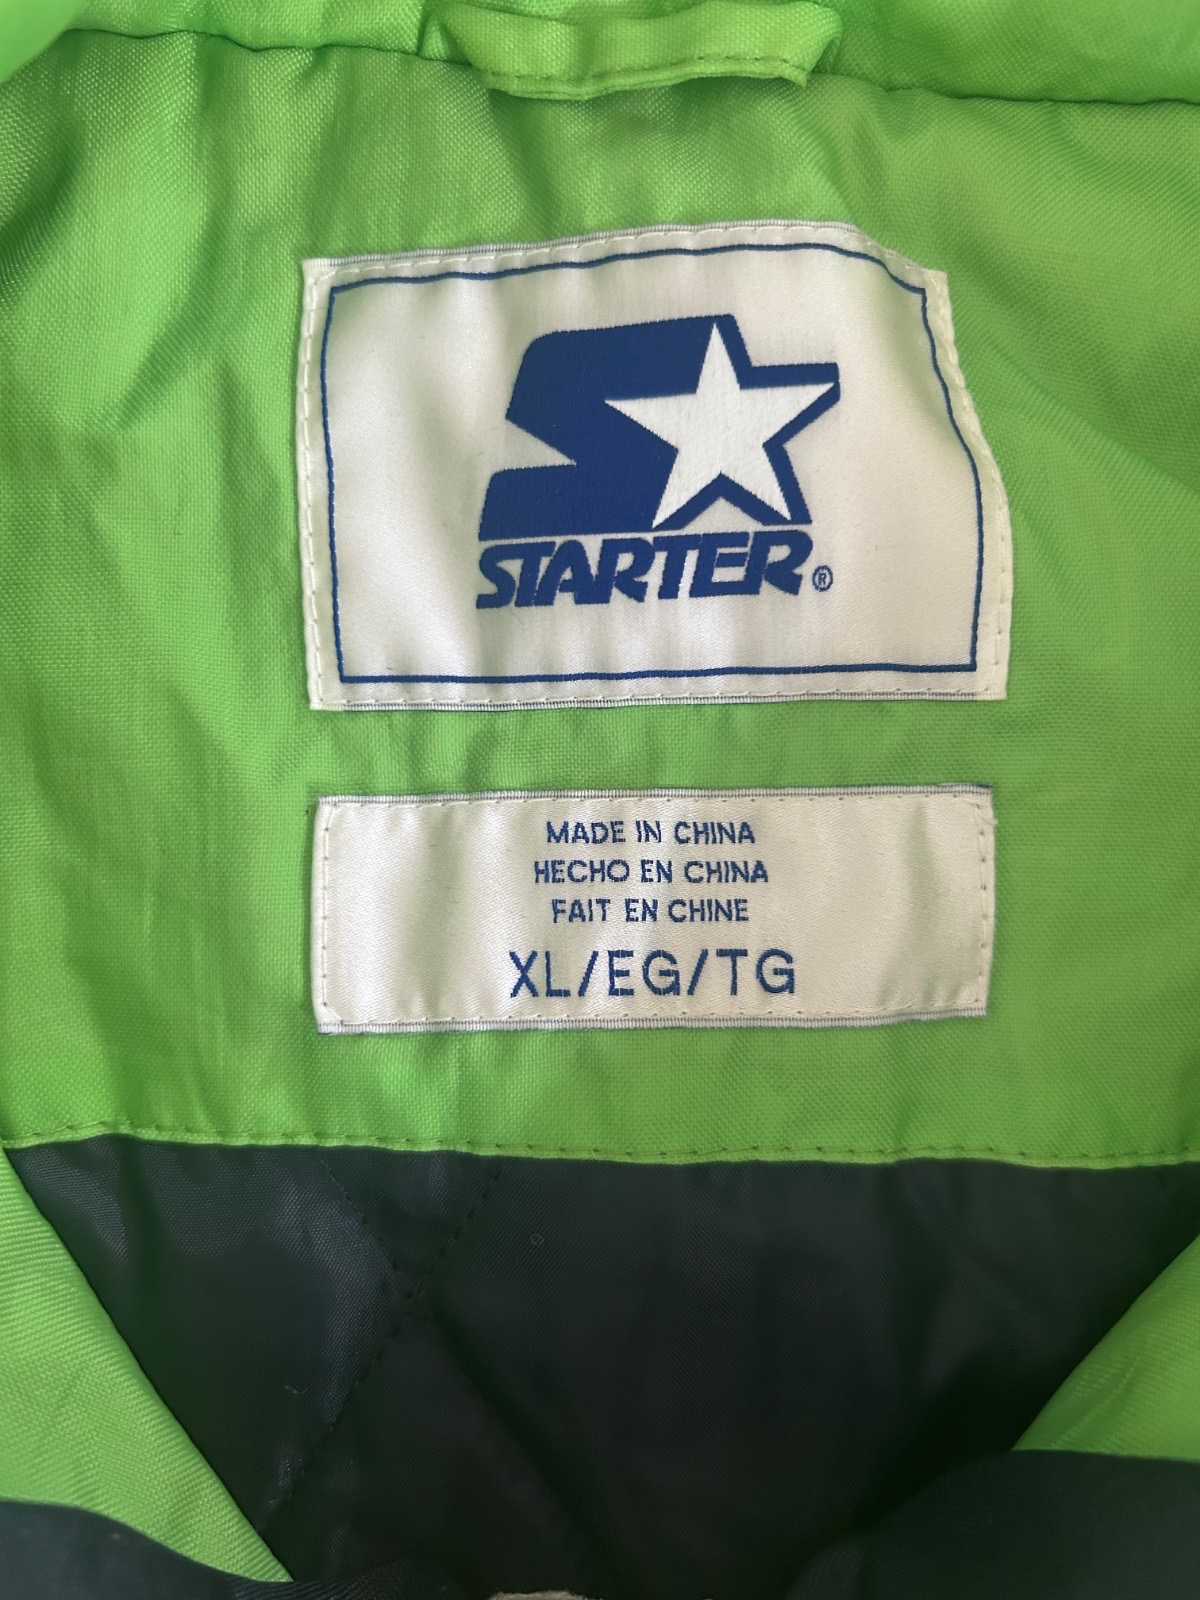 STARTER®
MADE IN CHINA
HECHO EN CHINA
FAIT EN CHINE
XL/EG/TG